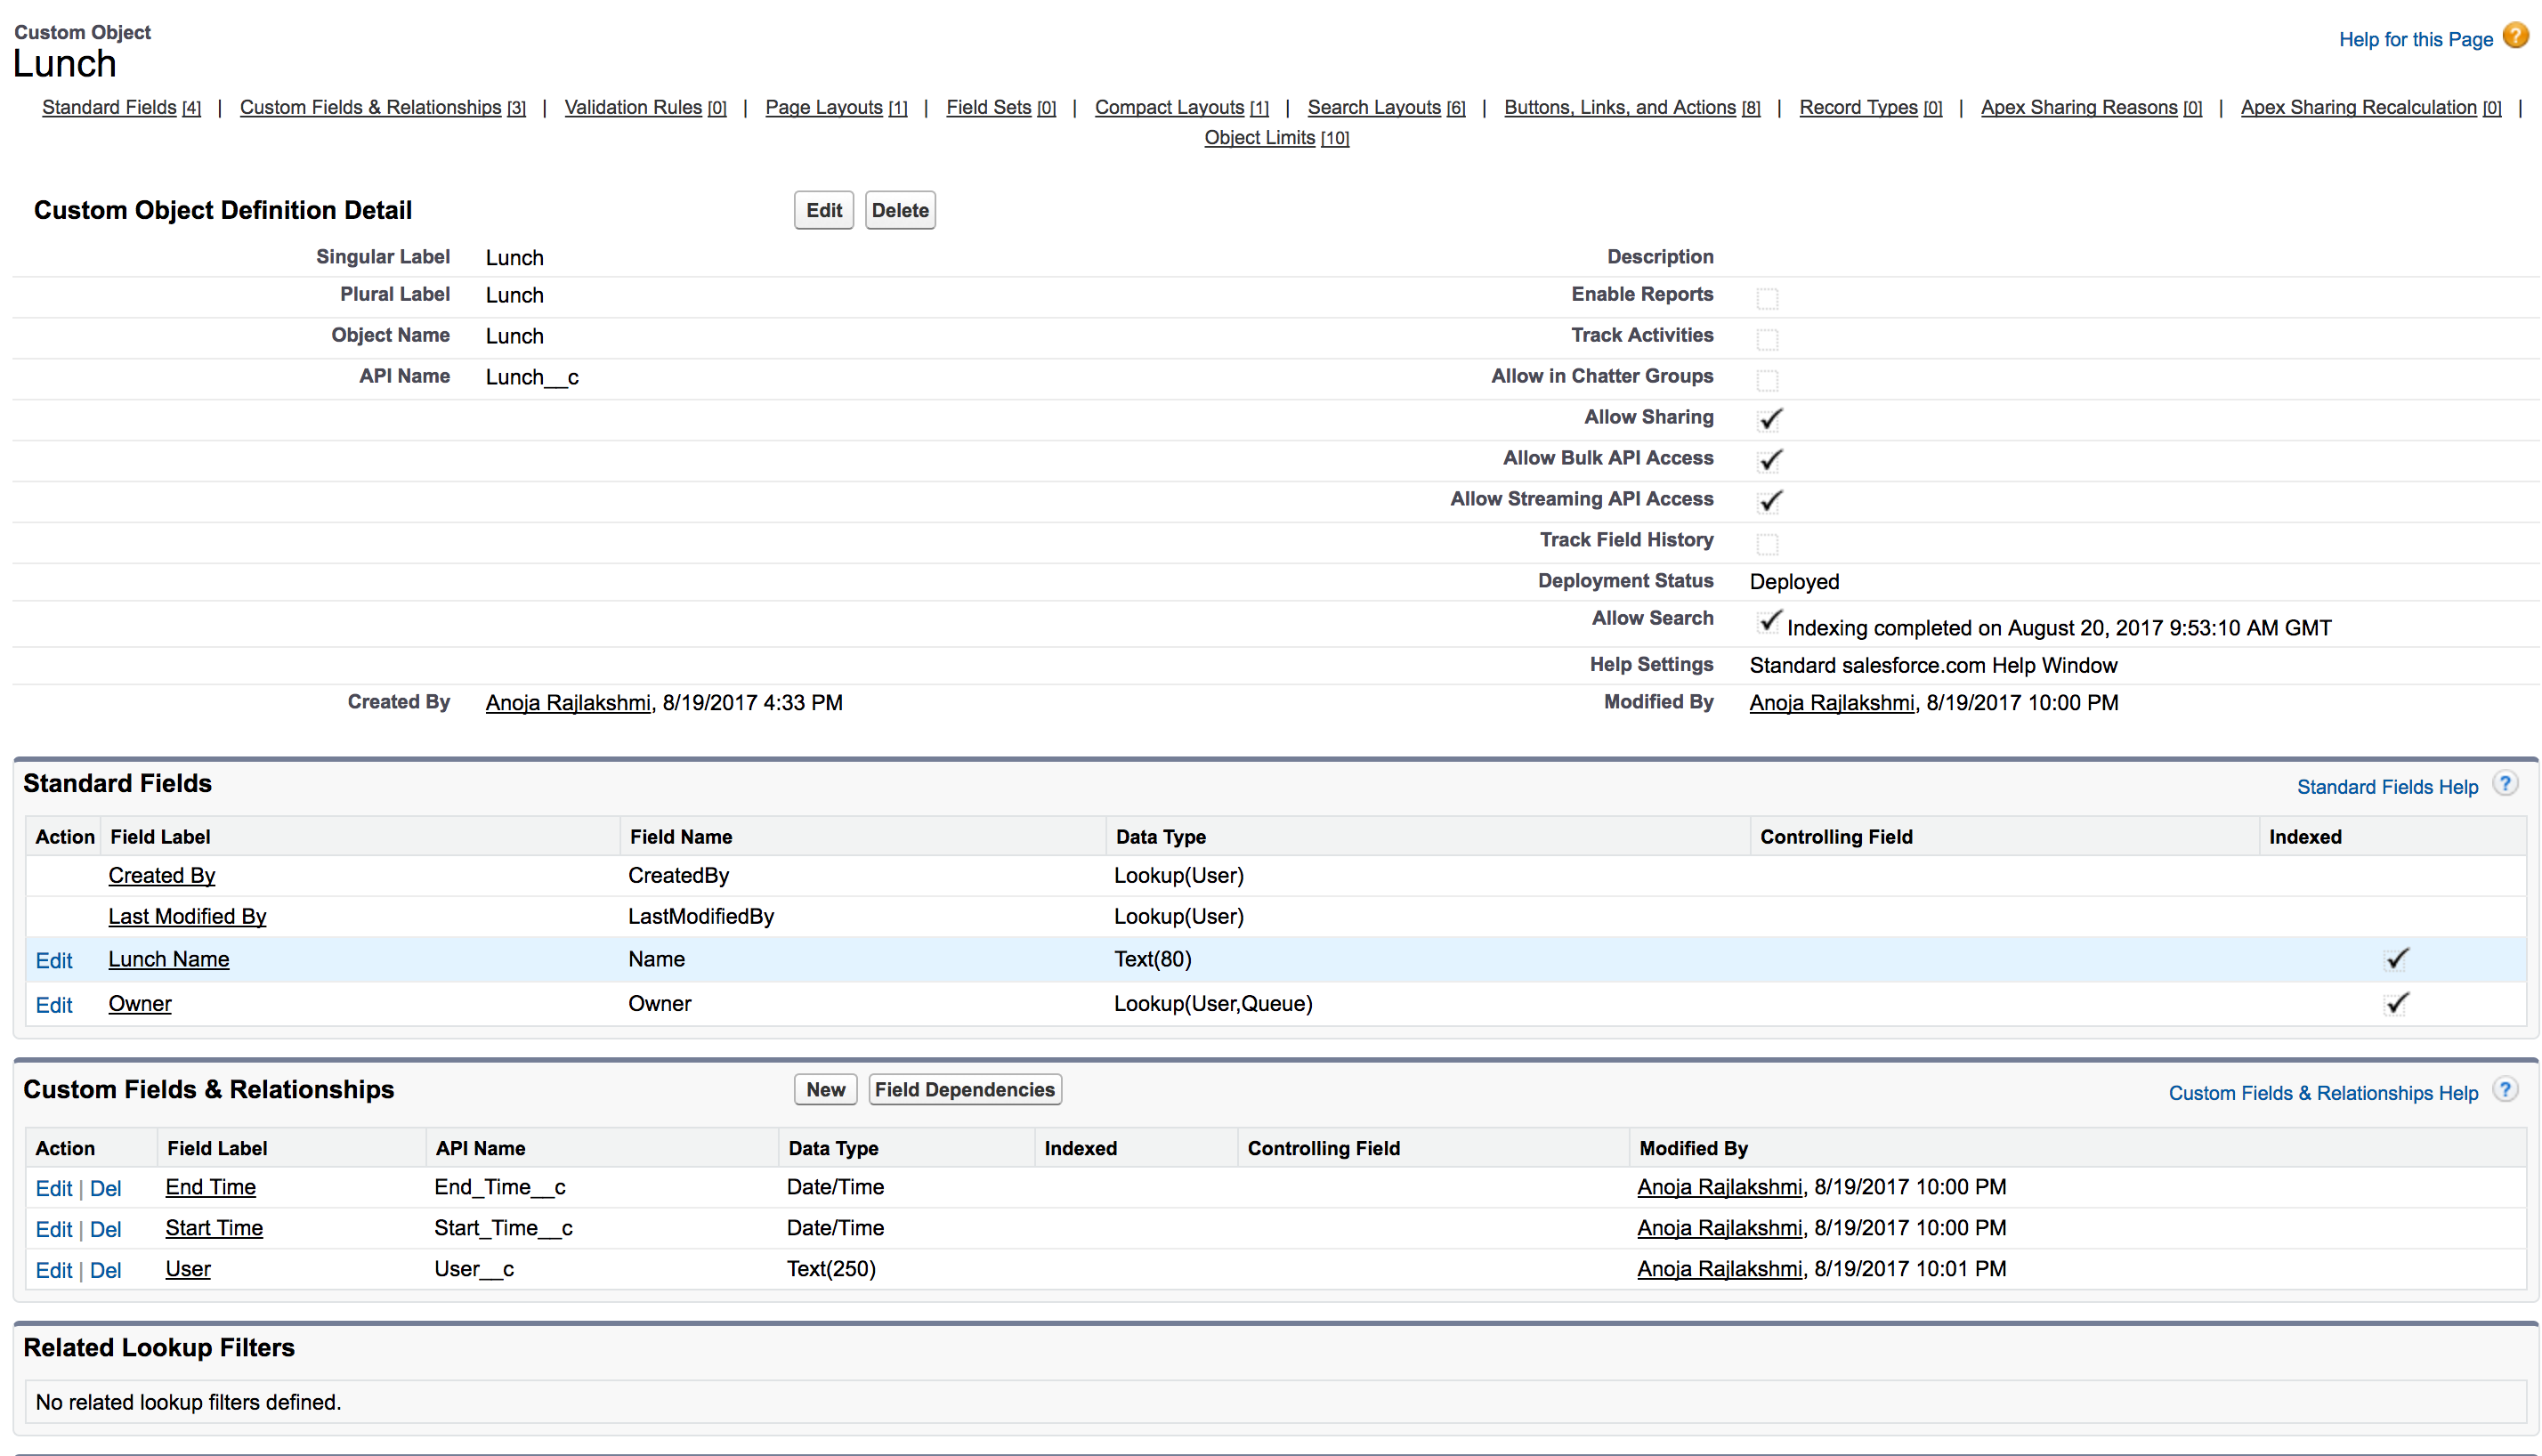 Custom Object
Lunch
Help for this Page ?
Standard Fields [4] | Custom Fields & Relationships [3] | Validation Rules [0] | Page Layouts [1] | Field Sets [0] | Compact Layouts [1] | Search Layouts [6] | Buttons, Links, and Actions [8] | Record Types [0] | Apex Sharing Reasons [0] | Apex Sharing Recalculation [0] |
Object Limits [10]
Custom Object Definition Detail Edit Delete
Singular Label Lunch Description
Plural Label Lunch Enable Reports
Object Name Lunch Track Activities
API Name Lunch__c Allow in Chatter Groups
Allow Sharing
Allow Bulk API Access
Allow Streaming API Access
Track Field History
Deployment Status Deployed
Allow Search Indexing completed on August 20, 2017 9:53:10 AM GMT
Help Settings Standard salesforce.com Help Window
Created By Anoja Rajlakshmi, 8/19/2017 4:33 PM Modified By Anoja Rajlakshmi, 8/19/2017 10:00 PM
Standard Fields Standard Fields Help ?
Action Field Label Field Name Data Type Controlling Field Indexed
Created By CreatedBy Lookup(User)
Last Modified By LastModifiedBy Lookup(User)
Edit Lunch Name Name Text(80)
Edit Owner Owner Lookup(User,Queue)
Custom Fields & Relationships New Field Dependencies Custom Fields & Relationships Help ?
Action Field Label API Name Data Type Indexed Controlling Field Modified By
Edit | Del End Time End_Time__c Date/Time Anoja Rajlakshmi, 8/19/2017 10:00 PM
Edit | Del Start Time Start_Time__c Date/Time Anoja Rajlakshmi, 8/19/2017 10:00 PM
Edit | Del User User__c Text(250) Anoja Rajlakshmi, 8/19/2017 10:01 PM
Related Lookup Filters
No related lookup filters defined.